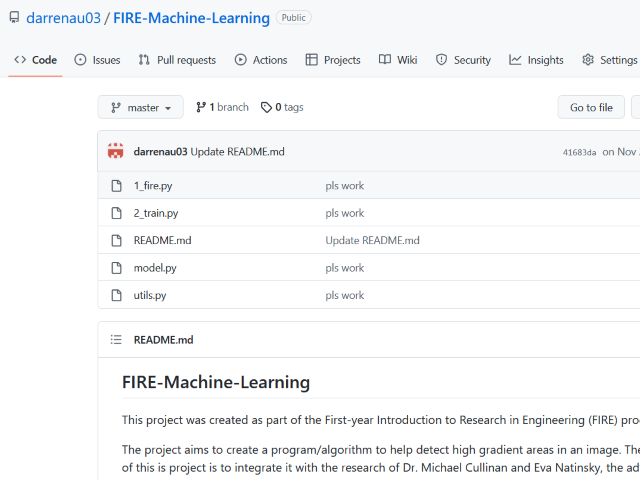 darrenau03 / FIRE-Machine-Learning Public
Code Issues Pull requests Actions Projects Wiki Security Insights Settings
master 1 branch 0 tags Go to file
darrenau03 Update README.md 41683da on Nov
1_fire.py pls work
2_train.py pls work
README.md Update README.md
model.py pls work
utils.py pls work
README.md
FIRE-Machine-Learning
This project was created as part of the First-year Introduction to Research in Engineering (FIRE) pro
The project aims to create a program/algorithm to help detect high gradient areas in an image. The
of this is project is to integrate it with the research of Dr. Michael Cullinan and Eva Natinsky, the ad